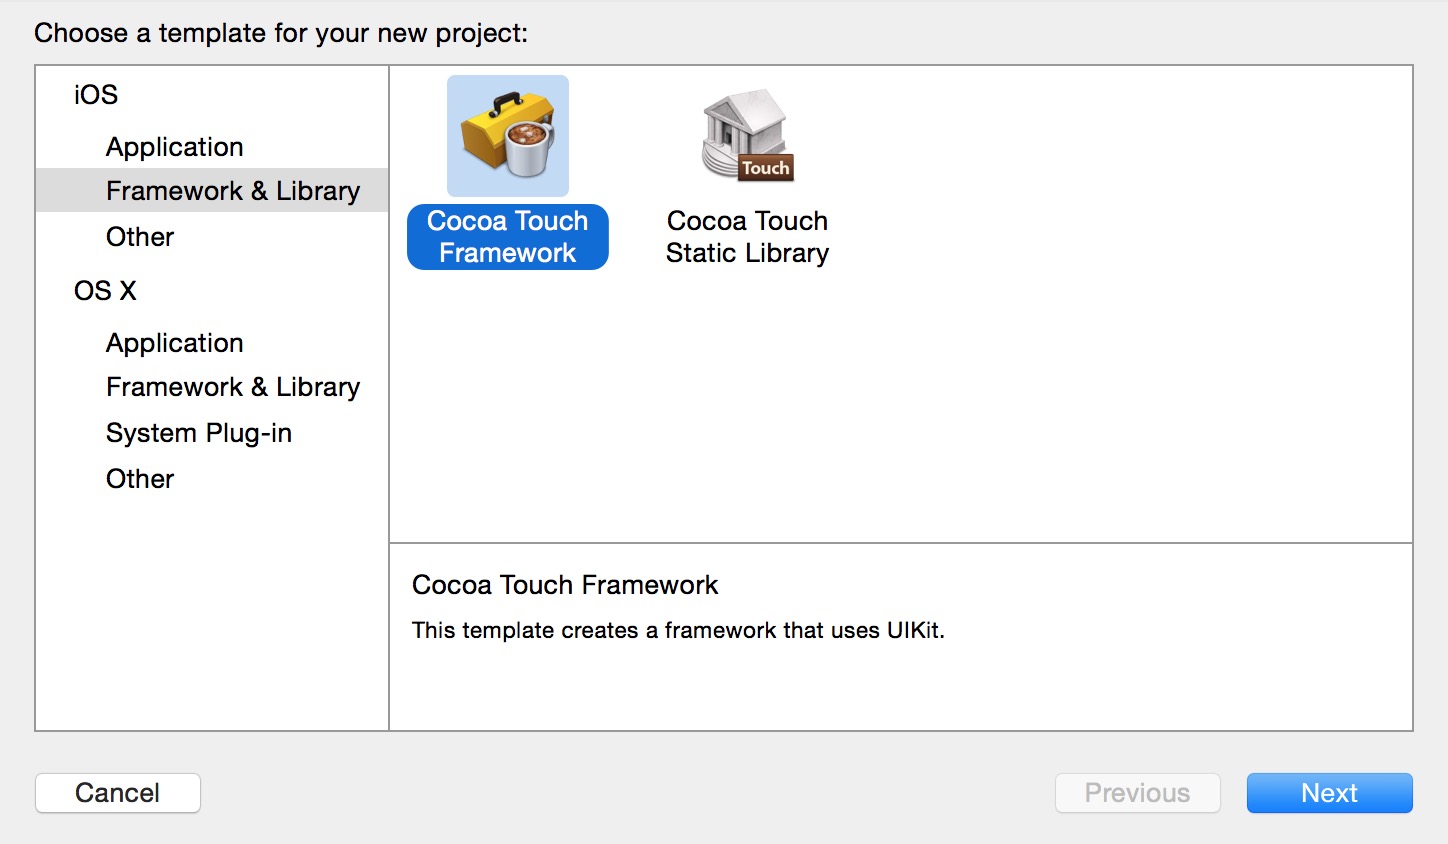 Choose a template for your new project:
iOS
Application
Framework & Library
Other
OS X
Application
Framework & Library
System Plug-in
Other
Touch
Cocoa Touch
Framework
Cocoa Touch
Static Library
Cocoa Touch Framework
This template creates a framework that uses UIKit.
Cancel
Previous
Next